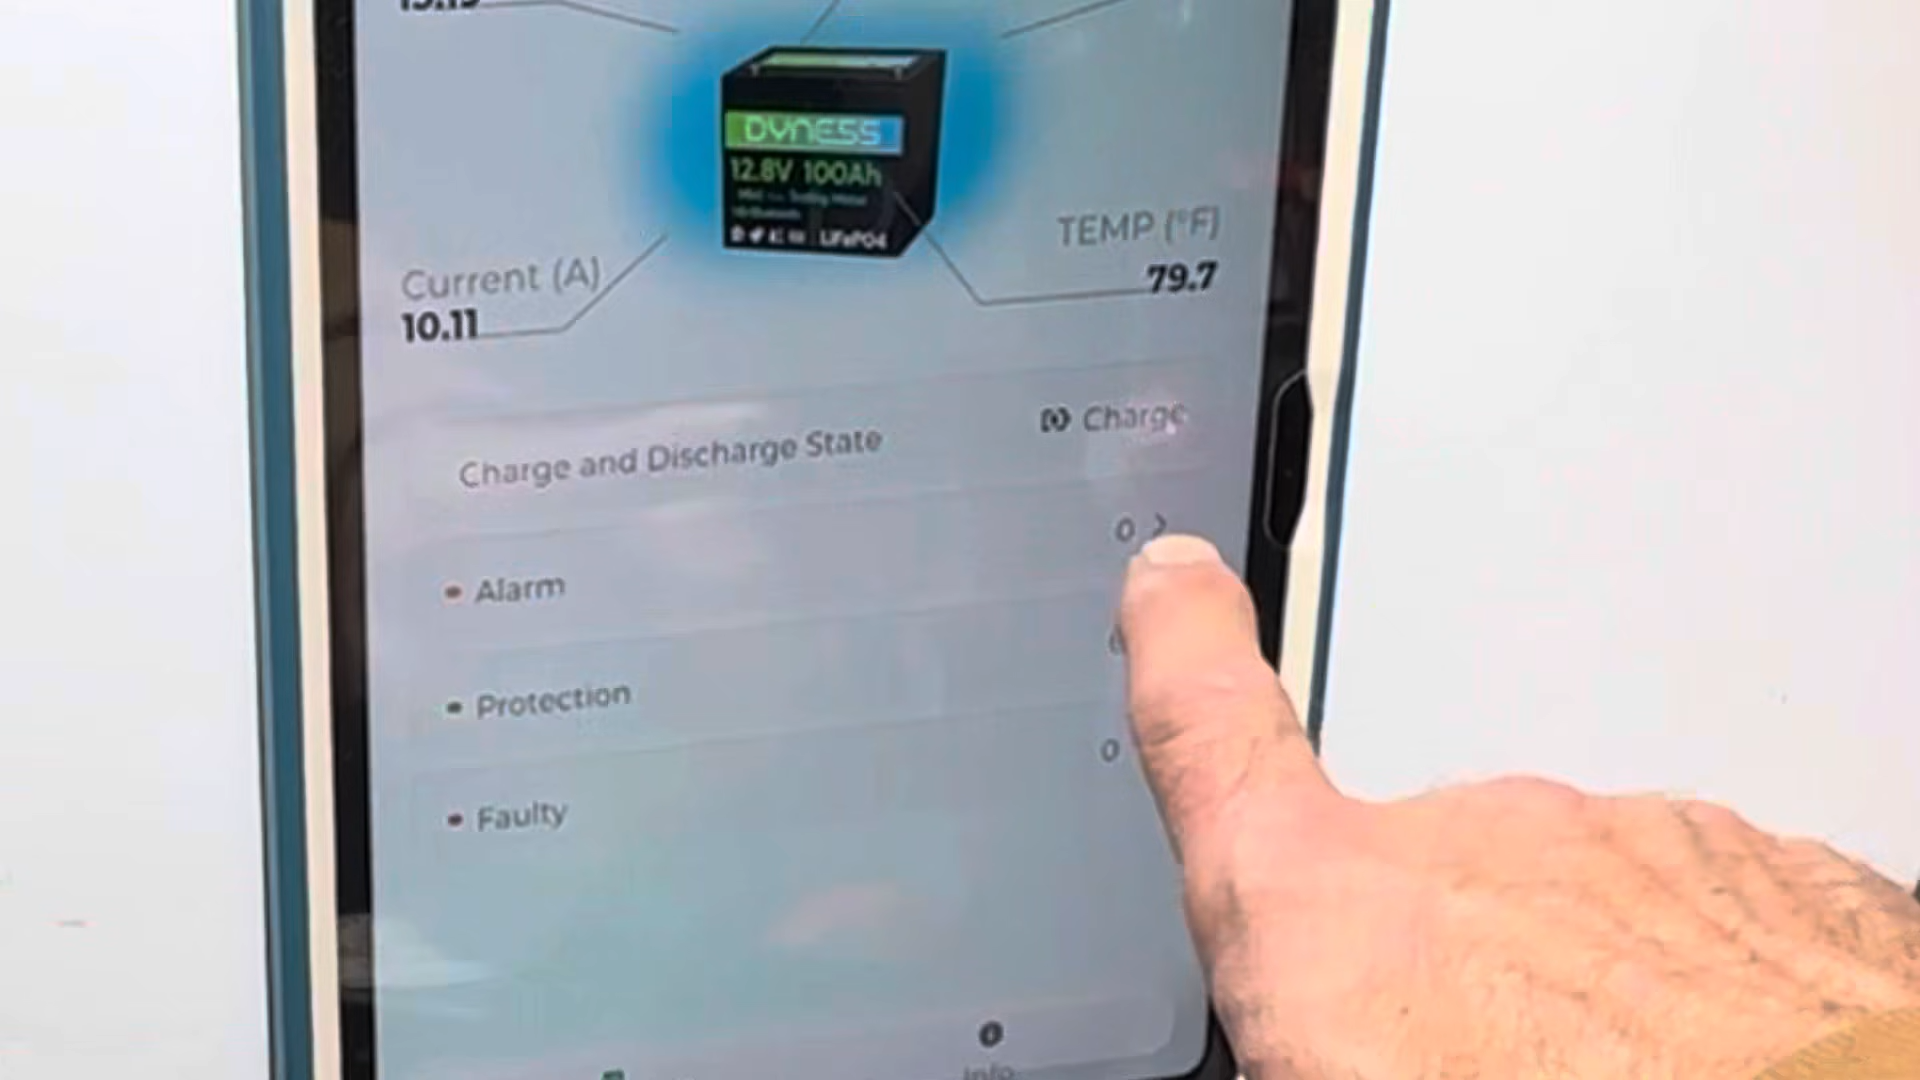 DYNESS
12.8V 100Ah
LiFePO4
TEMP (°F)
79.7
Current (A)
10.11
Charge and Discharge State
Charge
Alarm
0 >
Protection
Faulty
0
Info